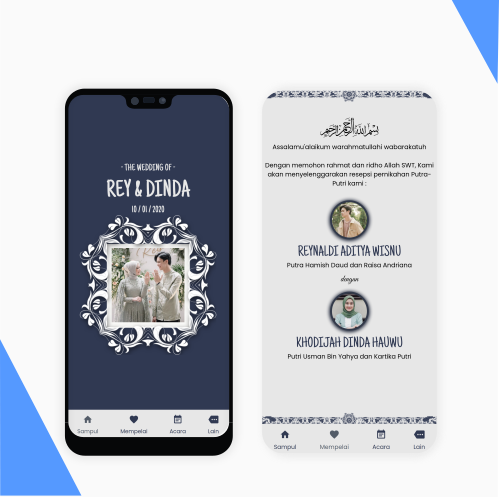 - THE WEDDING OF -
REY & DINDA
10 / 01 / 2020
Sampul
Mempelai
Acara
Lain
بِسْمِ اللَّهِ الرَّحْمَٰنِ الرَّحِيمِ
Assalamu'alaikum warahmatullahi wabarakatuh
Dengan memohon rahmat dan ridho Allah SWT, Kami
akan menyelenggarakan resepsi pernikahan Putra-
Putri kami :
REYNALDI ADITYA WISNU
Putra Hamish Daud dan Raisa Andriana
dengan
KHODIJAH DINDA HAUWU
Putri Usman Bin Yahya dan Kartika Putri
Sampul
Mempelai
Acara
Lain